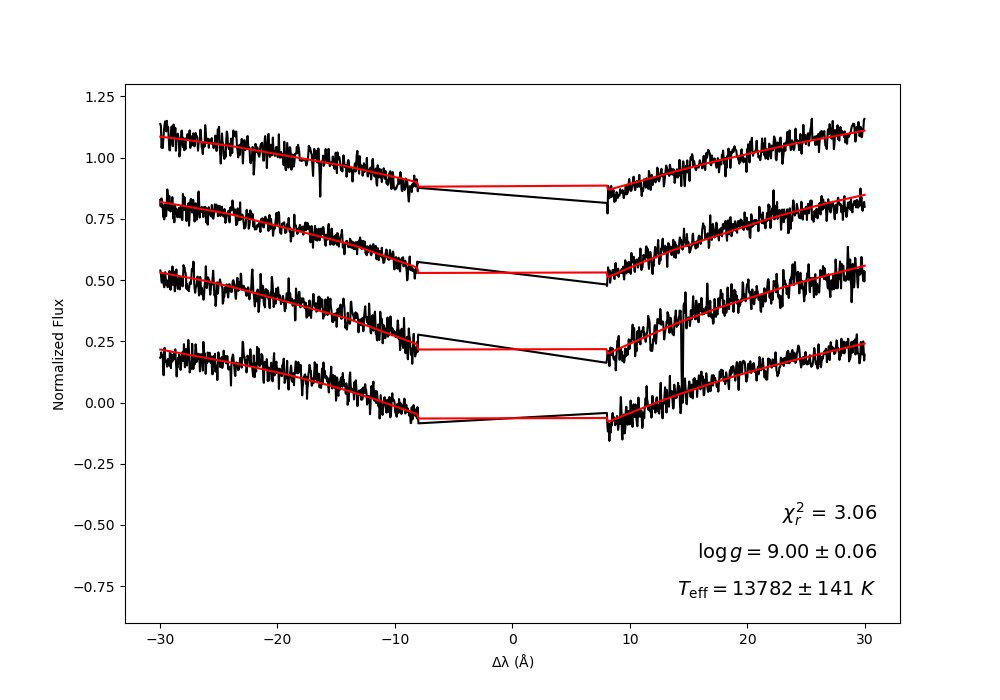 1.25
1.00
0.75
0.50
0.25
0.00
−0.25
−0.50
−0.75
Normalized Flux
χ²ᵣ = 3.06
log g = 9.00 ± 0.06
T_eff = 13782 ± 141 K
−30 −20 −10 0 10 20 30
Δλ (Å)